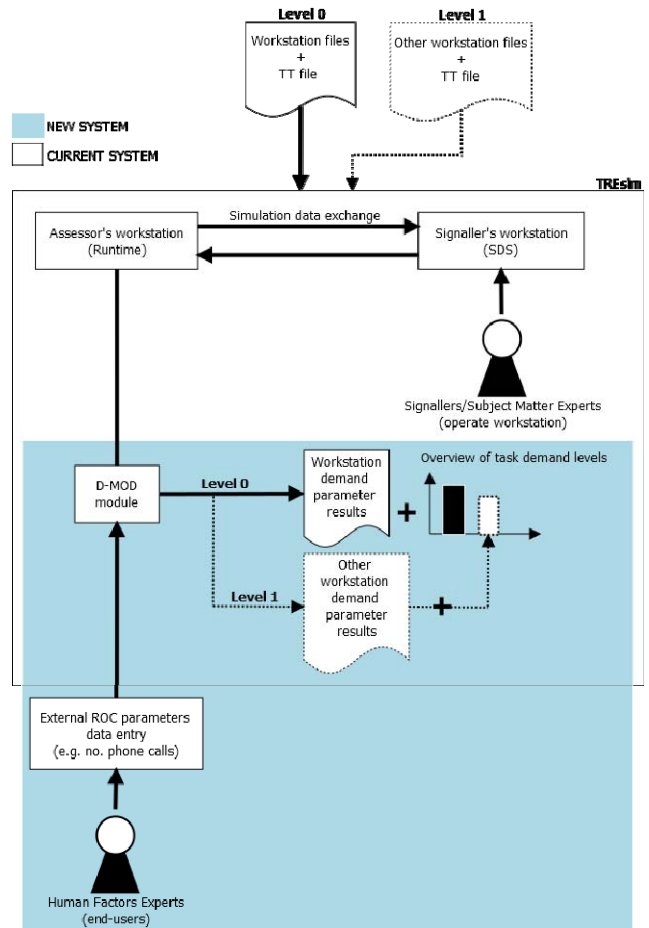 Level 0
Workstation files
+
TT file
Level 1
Other workstation files
+
TT file
NEW SYSTEM
CURRENT SYSTEM
TREsim
Assessor's workstation
(Runtime)
Simulation data exchange
Signaller's workstation
(SDS)
Signallers/Subject Matter Experts
(operate workstation)
D-MOD
module
Level 0
Workstation
demand
parameter
results
+
Overview of task demand levels
Level 1
Other
workstation
demand
parameter
results
+
External ROC parameters
data entry
(e.g. no. phone calls)
Human Factors Experts
(end-users)